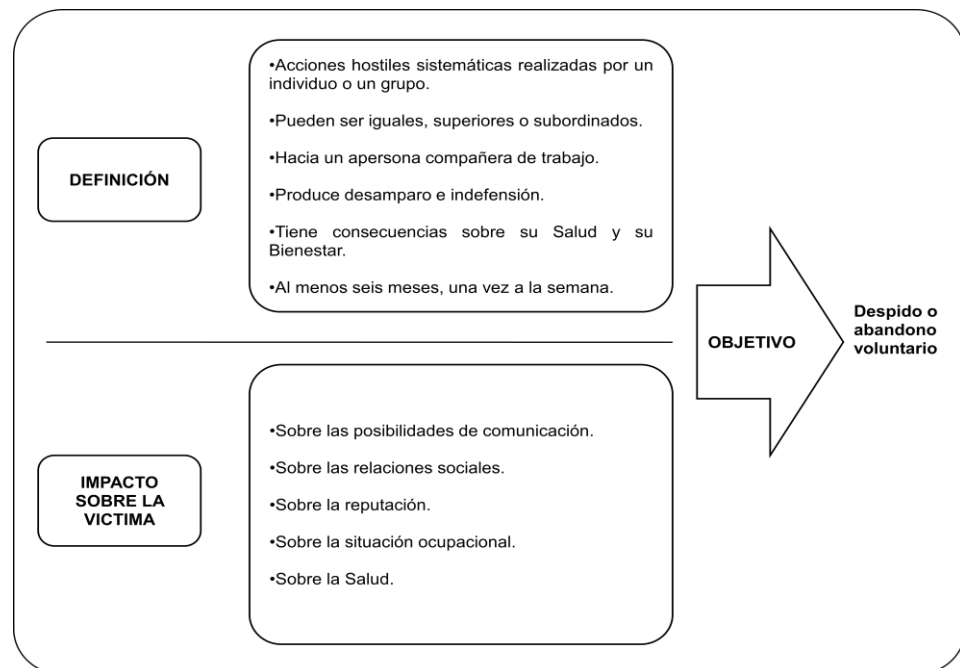 DEFINICIÓN
•Acciones hostiles sistemáticas realizadas por un
individuo o un grupo.
•Pueden ser iguales, superiores o subordinados.
•Hacia un apersona compañera de trabajo.
•Produce desamparo e indefensión.
•Tiene consecuencias sobre su Salud y su
Bienestar.
•Al menos seis meses, una vez a la semana.
IMPACTO
SOBRE LA
VICTIMA
•Sobre las posibilidades de comunicación.
•Sobre las relaciones sociales.
•Sobre la reputación.
•Sobre la situación ocupacional.
•Sobre la Salud.
OBJETIVO
Despido o
abandono
voluntario